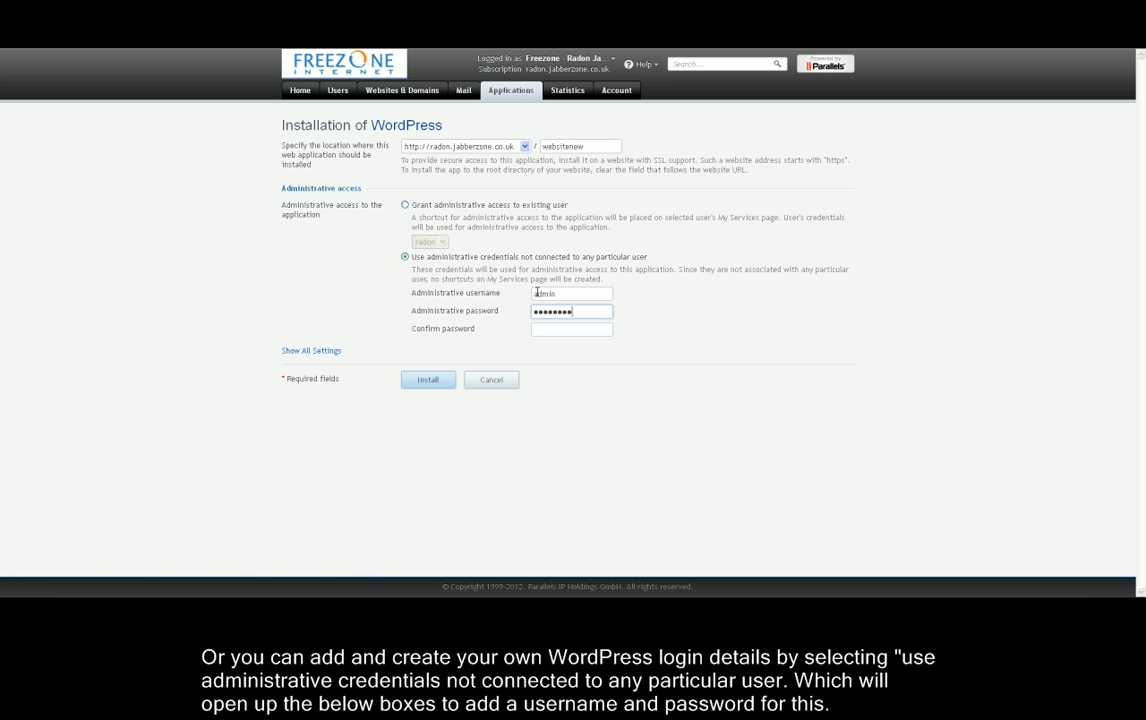 FREEZONE
INTERNET
Logged in as Freezone - Radon Ja..
Subscription radon.jabberzone.co.uk
Help
Search...
Powered by
Parallels
Home Users Websites & Domains Mail Applications Statistics Account
Installation of WordPress
Specify the location where this
web application should be
installed
http://radon.jabberzone.co.uk / websitenew
To provide secure access to this application, install it on a website with SSL support. Such a website address starts with "https".
To install the app to the root directory of your website, clear the field that follows the website URL.
Administrative access
Administrative access to the
application
Grant administrative access to existing user
A shortcut for administrative access to the application will be placed on selected user's My Services page. User's credentials
will be used for administrative access to the application.
radon
Use administrative credentials not connected to any particular user
These credentials will be used for administrative access to this application. Since they are not associated with any particular
user, no shortcuts on My Services page will be created.
Administrative username admin
Administrative password ••••••••
Confirm password
Show All Settings
* Required fields
Install Cancel
© Copyright 1999-2012. Parallels IP Holdings GmbH. All rights reserved.
Or you can add and create your own WordPress login details by selecting "use
administrative credentials not connected to any particular user. Which will
open up the below boxes to add a username and password for this.